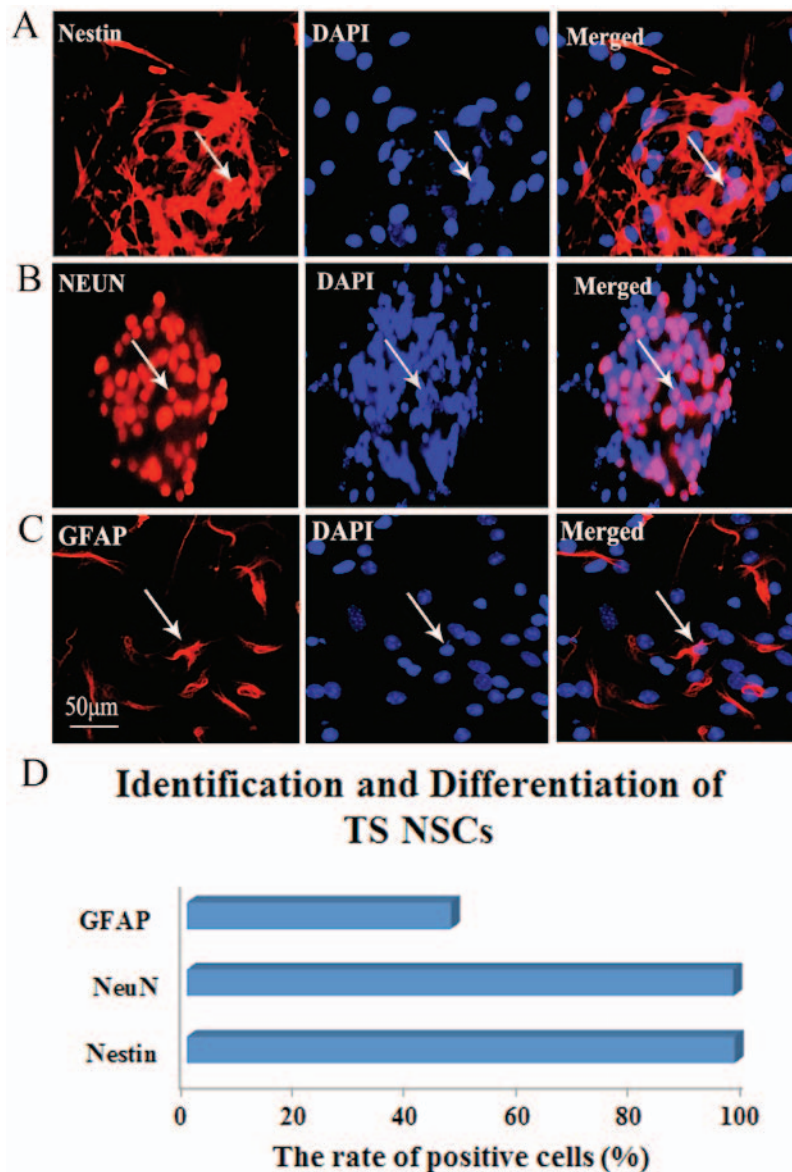 A
Nestin
DAPI
Merged
B
NEUN
DAPI
Merged
C
GFAP
DAPI
Merged
50μm
D
Identification and Differentiation of
TS NSCs
GFAP
NeuN
Nestin
0 20 40 60 80 100
The rate of positive cells (%)